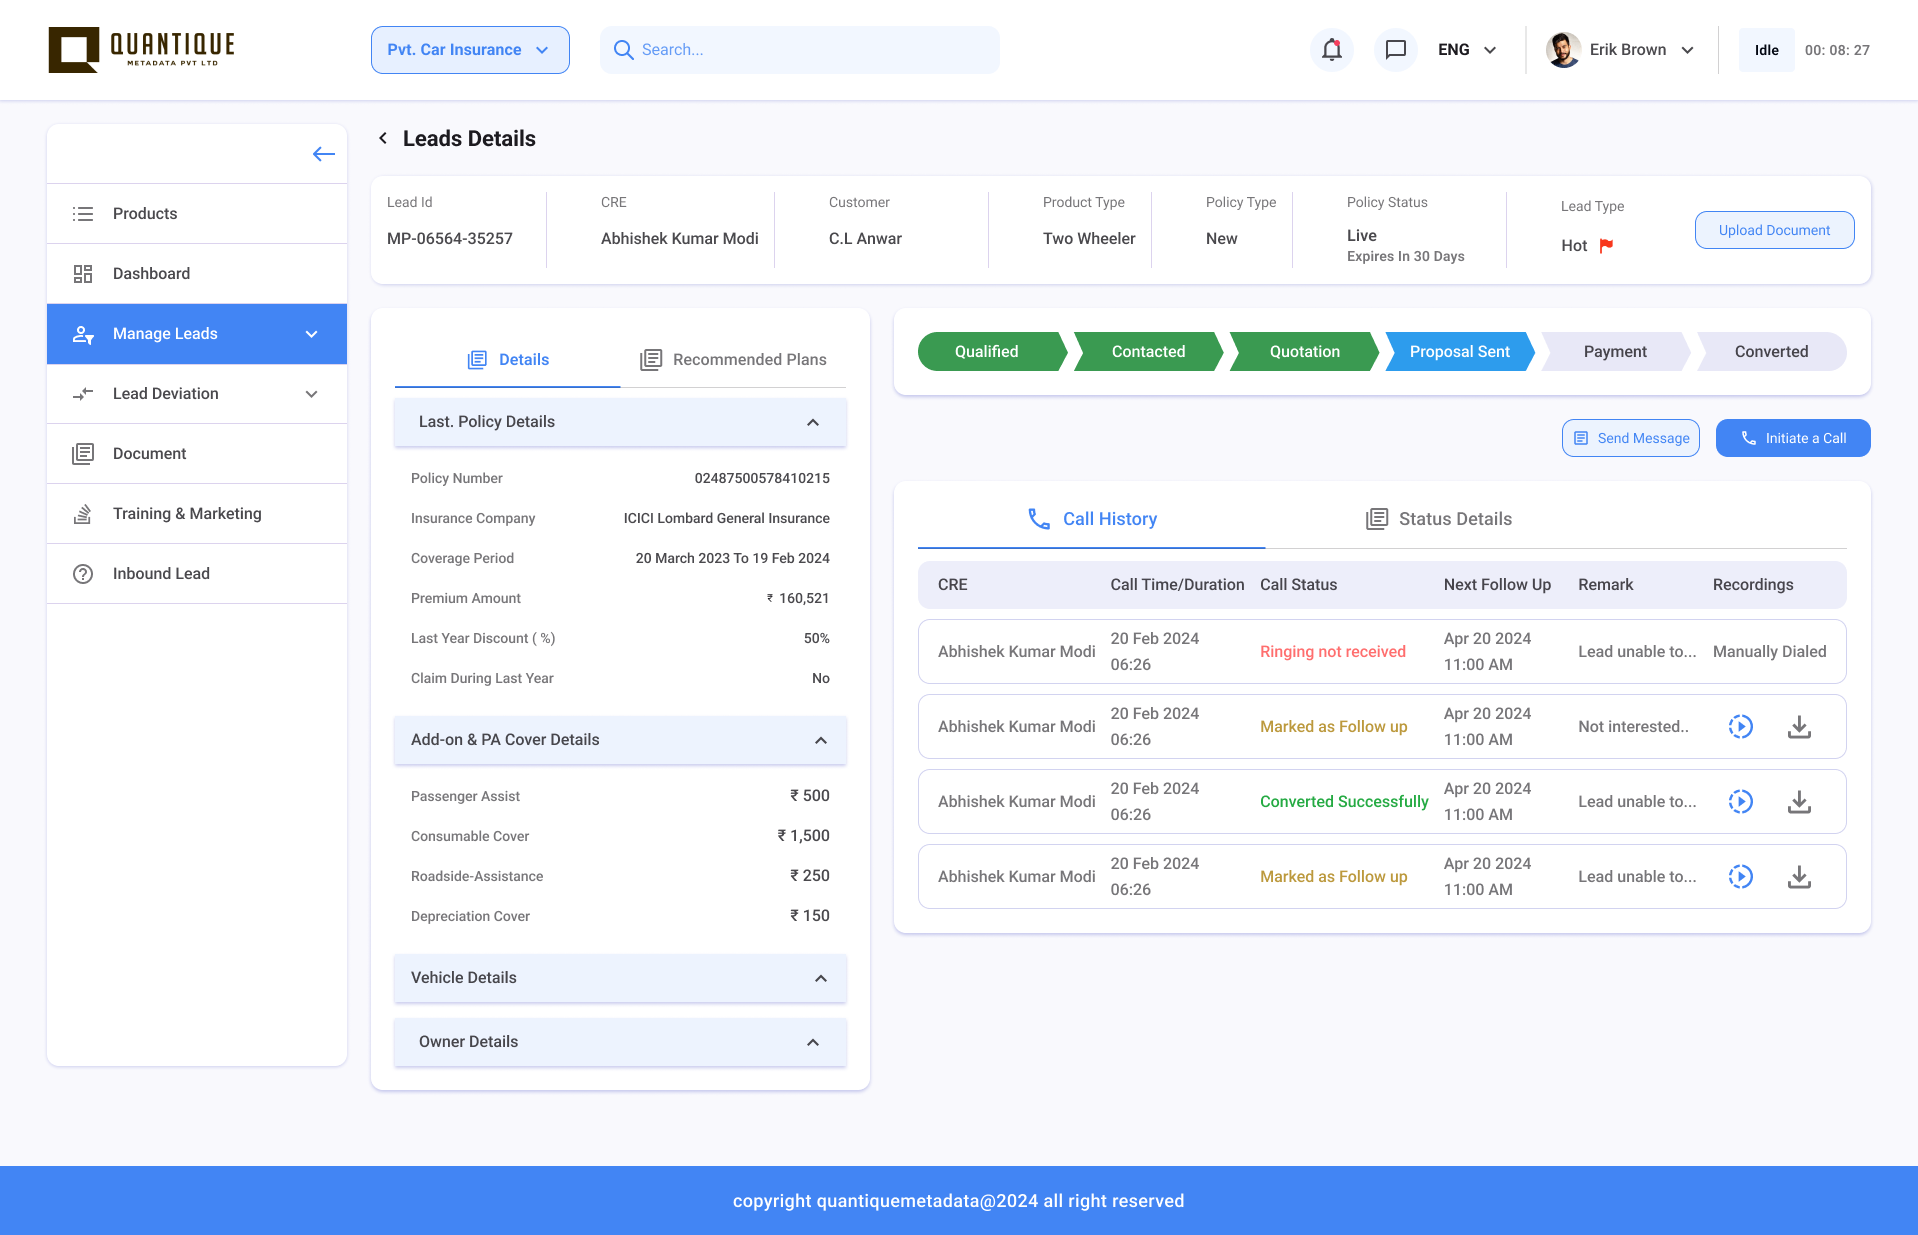 QUANTIQUE
METADATA PVT LTD
Pvt. Car Insurance
Search...
ENG
Erik Brown
Idle
00: 08: 27
Products
Dashboard
Manage Leads
Lead Deviation
Document
Training & Marketing
Inbound Lead
Leads Details
Lead Id
MP-06564-35257
CRE
Abhishek Kumar Modi
Customer
C.L Anwar
Product Type
Two Wheeler
Policy Type
New
Policy Status
Live
Expires In 30 Days
Lead Type
Hot
Upload Document
Details
Recommended Plans
Last. Policy Details
Policy Number 02487500578410215
Insurance Company ICICI Lombard General Insurance
Coverage Period 20 March 2023 To 19 Feb 2024
Premium Amount ₹ 160,521
Last Year Discount ( %) 50%
Claim During Last Year No
Add-on & PA Cover Details
Passenger Assist ₹ 500
Consumable Cover ₹ 1,500
Roadside-Assistance ₹ 250
Depreciation Cover ₹ 150
Vehicle Details
Owner Details
Qualified Contacted Quotation Proposal Sent Payment Converted
Send Message
Initiate a Call
Call History
Status Details
CRE Call Time/Duration Call Status Next Follow Up Remark Recordings
Abhishek Kumar Modi
20 Feb 2024
06:26
Ringing not received
Apr 20 2024
11:00 AM
Lead unable to...
Manually Dialed
Abhishek Kumar Modi
20 Feb 2024
06:26
Marked as Follow up
Apr 20 2024
11:00 AM
Not interested..
Abhishek Kumar Modi
20 Feb 2024
06:26
Converted Successfully
Apr 20 2024
11:00 AM
Lead unable to...
Abhishek Kumar Modi
20 Feb 2024
06:26
Marked as Follow up
Apr 20 2024
11:00 AM
Lead unable to...
copyright quantiquemetadata@2024 all right reserved